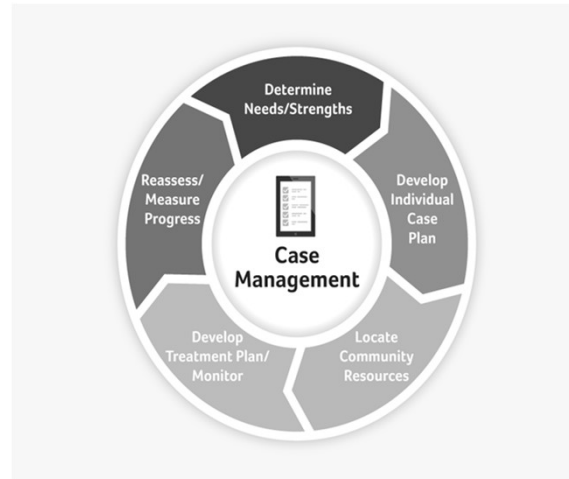 Determine
Needs/Strengths
Develop
Individual
Case
Plan
Locate
Community
Resources
Develop
Treatment Plan/
Monitor
Reassess/
Measure
Progress
Case
Management